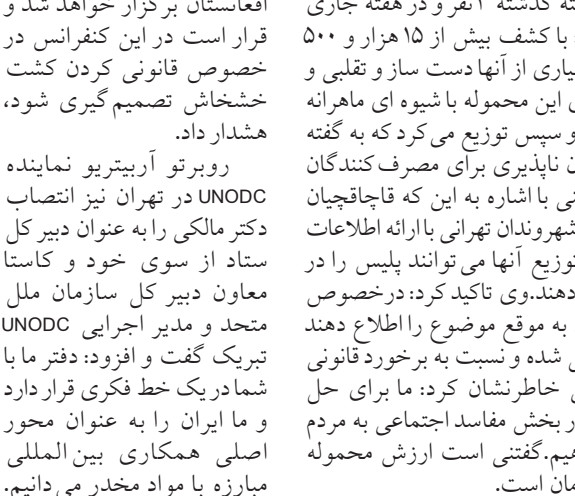 افغانستان برگزار خواهد شد و
قرار است در این کنفرانس در
خصوص قانونی کردن کشت
خشخاش تصمیم گیری شود،
هشدار داد.
روبرتو آربیتریو نماینده
UNODC در تهران نیز انتصاب
دکتر مالکی را به عنوان دبیر کل
ستاد از سوی خود و کاستا
معاون دبیر کل سازمان ملل
متحد و مدیر اجرایی UNODC
تبریک گفت و افزود: دفتر ما با
شما در یک خط فکری قرار دارد
و ما ایران را به عنوان محور
اصلی همکاری بین المللی
مبارزه با مواد مخدر می دانیم.
گذشته ۲ نفر و در هفته جاری
با کشف بیش از ۱۵ هزار و ۵۰۰
یاری از آنها دست ساز و تقلبی و
این محموله با شیوه ای ماهرانه
و سپس توزیع می کرد که به گفته
ناپذیری برای مصرف کنندگان
نی با اشاره به این که قاچاقچیان
شهروندان تهرانی با ارائه اطلاعات
توزیع آنها می توانند پلیس را در
دهند.وی تاکید کرد: درخصوص
به موقع موضوع را اطلاع دهند
شده و نسبت به برخورد قانونی
خاطرنشان کرد: ما برای حل
ر بخش مفاسد اجتماعی به مردم
هیم.گفتنی است ارزش محموله
مان است.